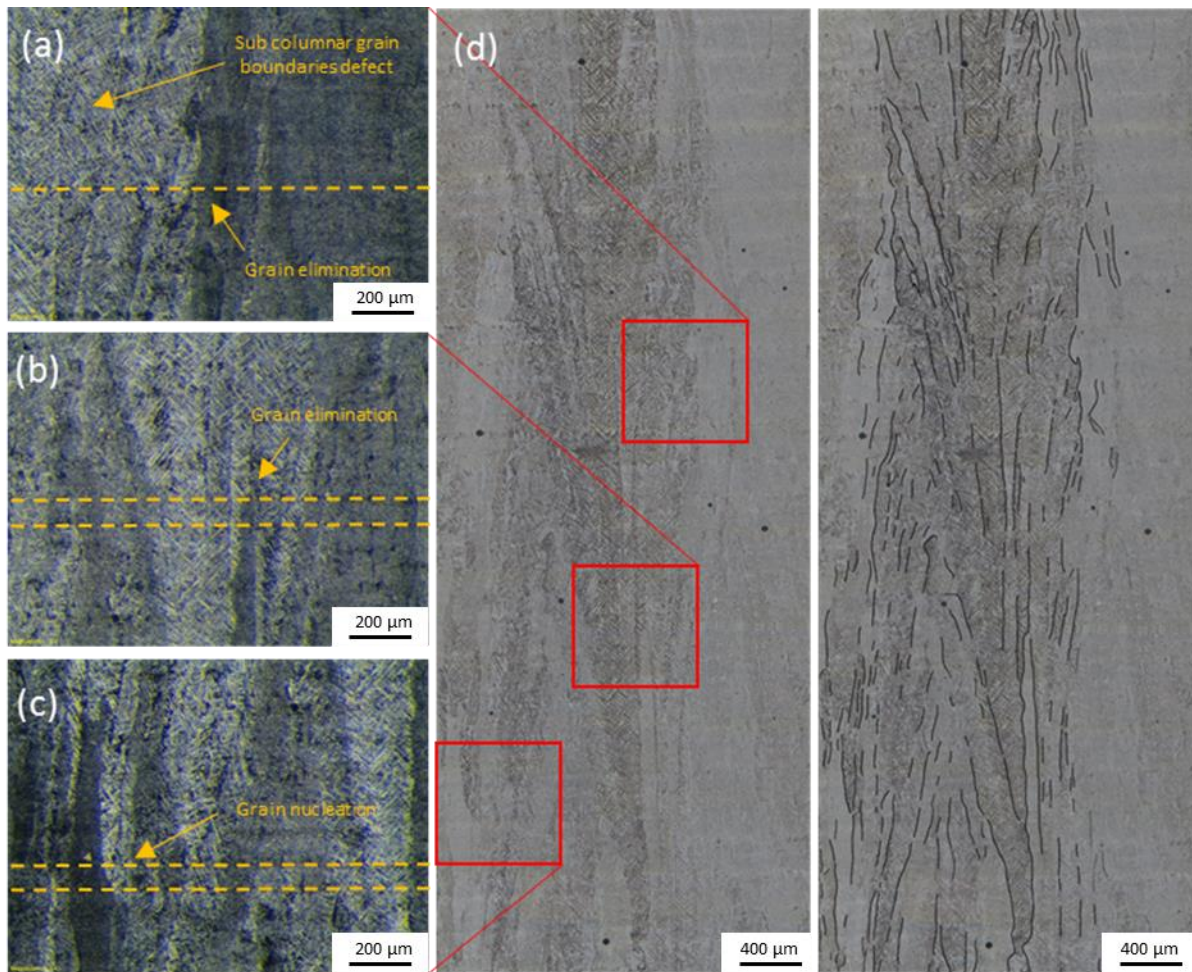 (a)
Sub columnar grain
boundaries defect
Grain elimination
200 µm
(b)
Grain elimination
200 µm
(c)
Grain nucleation
200 µm
(d)
400 µm
400 µm